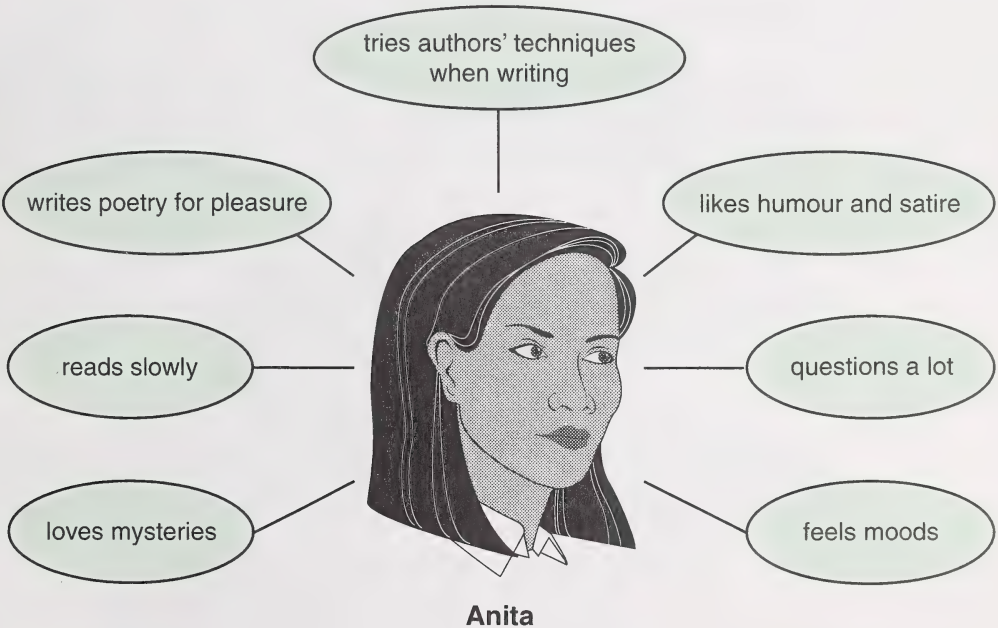 tries authors' techniques
when writing
writes poetry for pleasure
likes humour and satire
reads slowly
questions a lot
loves mysteries
feels moods
Anita